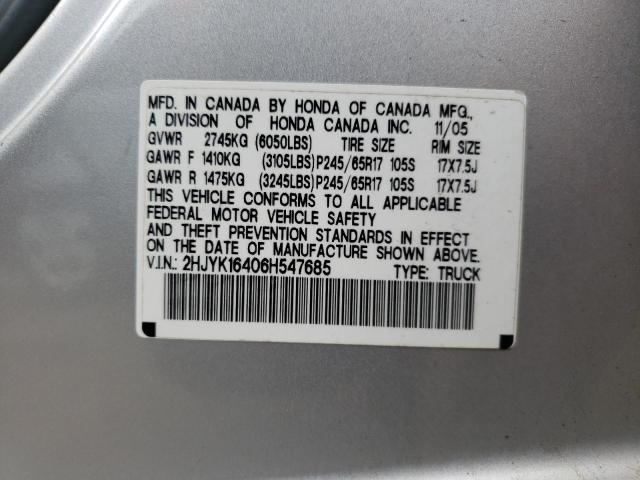 MFD. IN CANADA BY HONDA OF CANADA MFG.,
A DIVISION OF HONDA CANADA INC. 11/05
GVWR 2745KG (6050LBS) TIRE SIZE RIM SIZE
GAWR F 1410KG (3105LBS) P245/65R17 105S 17X7.5J
GAWR R 1475KG (3245LBS) P245/65R17 105S 17X7.5J
THIS VEHICLE CONFORMS TO ALL APPLICABLE
FEDERAL MOTOR VEHICLE SAFETY
AND THEFT PREVENTION STANDARDS IN EFFECT
ON THE DATE OF MANUFACTURE SHOWN ABOVE.
V.I.N.: 2HJYK16406H547685 TYPE: TRUCK